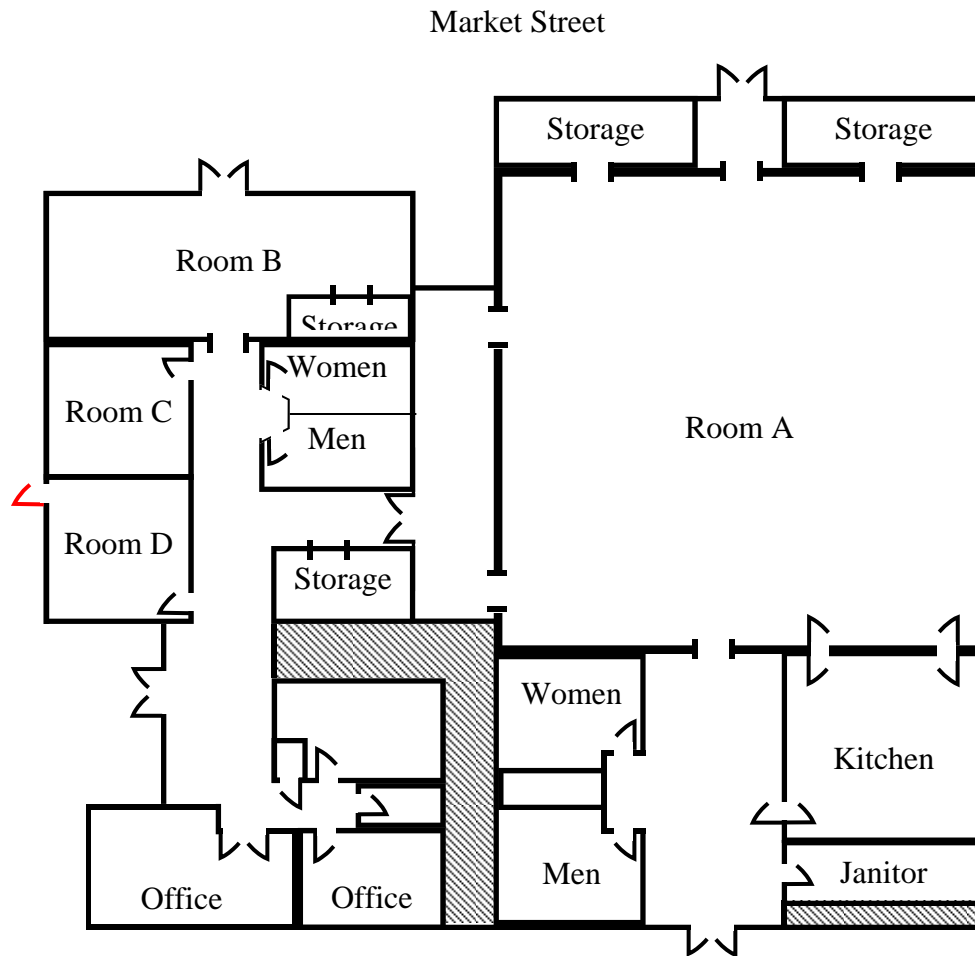 Market Street
Storage
Storage
Room B
Storage
Women
Room C
Men
Room A
Room D
Storage
Women
Kitchen
Men
Janitor
Office
Office